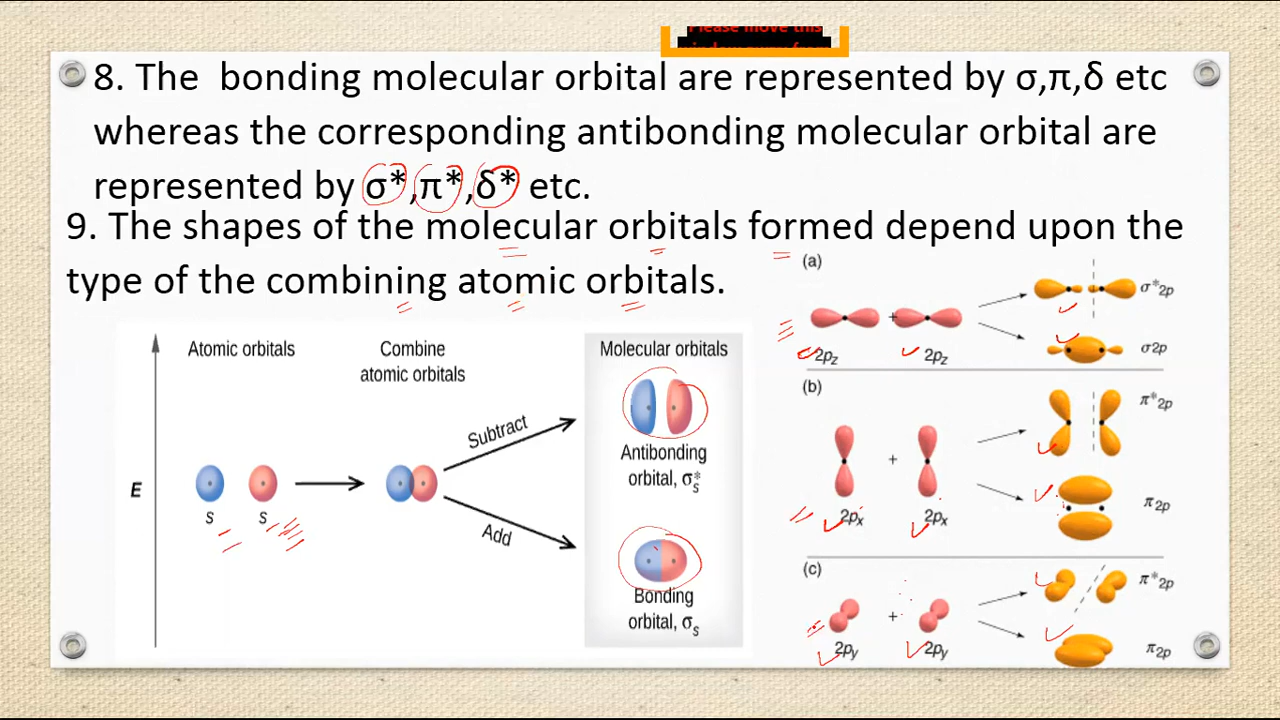 Please move this
8. The bonding molecular orbital are represented by σ,π,δ etc
whereas the corresponding antibonding molecular orbital are
represented by σ*,π*,δ* etc.
9. The shapes of the molecular orbitals formed depend upon the
type of the combining atomic orbitals.
E
Atomic orbitals
s s
Combine
atomic orbitals
Subtract
Add
Molecular orbitals
Antibonding
orbital, σ*s
Bonding
orbital, σs
(a)
2pz + 2pz
σ*2p
σ2p
(b)
2px + 2px
π*2p
π2p
(c)
2py + 2py
π*2p
π2p